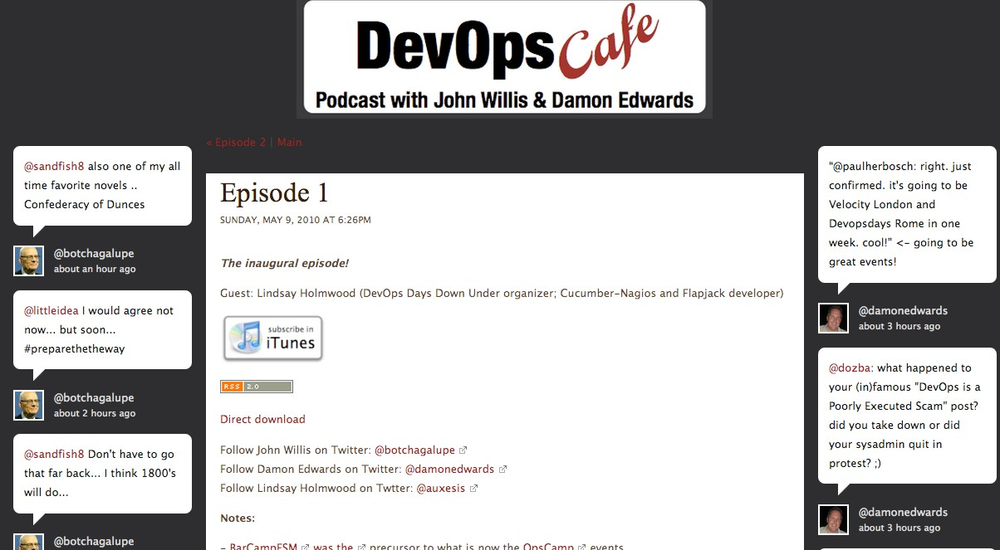 DevOps Cafe
Podcast with John Willis & Damon Edwards
« Episode 2 | Main
@sandfish8 also one of my all
time favorite novels ..
Confederacy of Dunces
@botchagalupe
about an hour ago
@littleidea I would agree not
now... but soon...
#preparethetheway
@botchagalupe
about 2 hours ago
@sandfish8 Don't have to go
that far back... I think 1800's
will do...
@botchagalupe
Episode 1
SUNDAY, MAY 9, 2010 AT 6:26PM
The inaugural episode!
Guest: Lindsay Holmwood (DevOps Days Down Under organizer; Cucumber-Nagios and Flapjack developer)
subscribe in
iTunes
RSS 2.0
Direct download
Follow John Willis on Twitter: @botchagalupe
Follow Damon Edwards on Twitter: @damonedwards
Follow Lindsay Holmwood on Twtter: @auxesis
Notes:
- BarCampESM was the precursor to what is now the OpsCamp events
"@paulherbosch: right. just
confirmed. it's going to be
Velocity London and
Devopsdays Rome in one
week. cool!" <- going to be
great events!
@damonedwards
about 3 hours ago
@dozba: what happened to
your (in)famous "DevOps is a
Poorly Executed Scam" post?
did you take down or did
your sysadmin quit in
protest? ;)
@damonedwards
about 3 hours ago